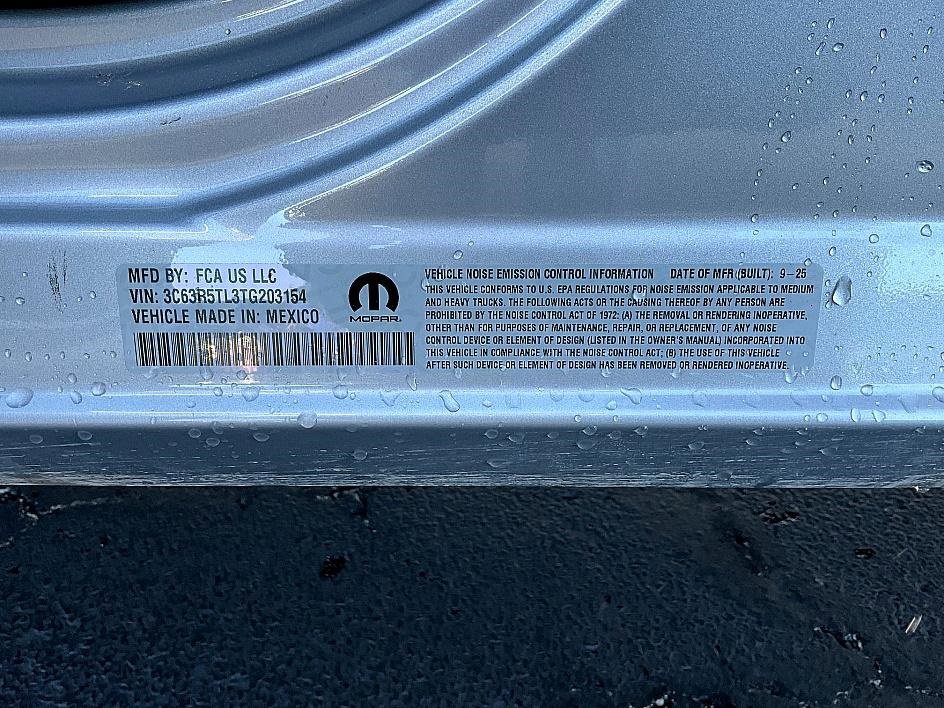 MFD BY: FCA US LLC
VIN: 3C63R5TL3TG203154
VEHICLE MADE IN: MEXICO
MOPAR
VEHICLE NOISE EMISSION CONTROL INFORMATION DATE OF MFR (BUILT): 9-25
THIS VEHICLE CONFORMS TO U.S. EPA REGULATIONS FOR NOISE EMISSION APPLICABLE TO MEDIUM
AND HEAVY TRUCKS. THE FOLLOWING ACTS OR THE CAUSING THEREOF BY ANY PERSON ARE
PROHIBITED BY THE NOISE CONTROL ACT OF 1972: (A) THE REMOVAL OR RENDERING INOPERATIVE,
OTHER THAN FOR PURPOSES OF MAINTENANCE, REPAIR, OR REPLACEMENT, OF ANY NOISE
CONTROL DEVICE OR ELEMENT OF DESIGN (LISTED IN THE OWNER'S MANUAL) INCORPORATED INTO
THIS VEHICLE IN COMPLIANCE WITH THE NOISE CONTROL ACT; (B) THE USE OF THIS VEHICLE
AFTER SUCH DEVICE OR ELEMENT OF DESIGN HAS BEEN REMOVED OR RENDERED INOPERATIVE.